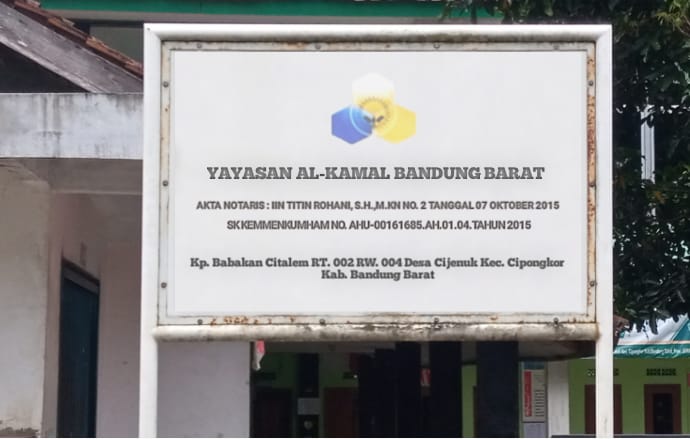 YAYASAN AL-KAMAL BANDUNG BARAT
AKTA NOTARIS : IIN TITIN ROHANI, S.H.,M.KN NO. 2 TANGGAL 07 OKTOBER 2015
SK KEMMENKUMHAM NO. AHU-00161685.AH.01.04.TAHUN 2015
Kp. Babakan Citalem RT. 002 RW. 004 Desa Cijenuk Kec. Cipongkor
Kab. Bandung Barat